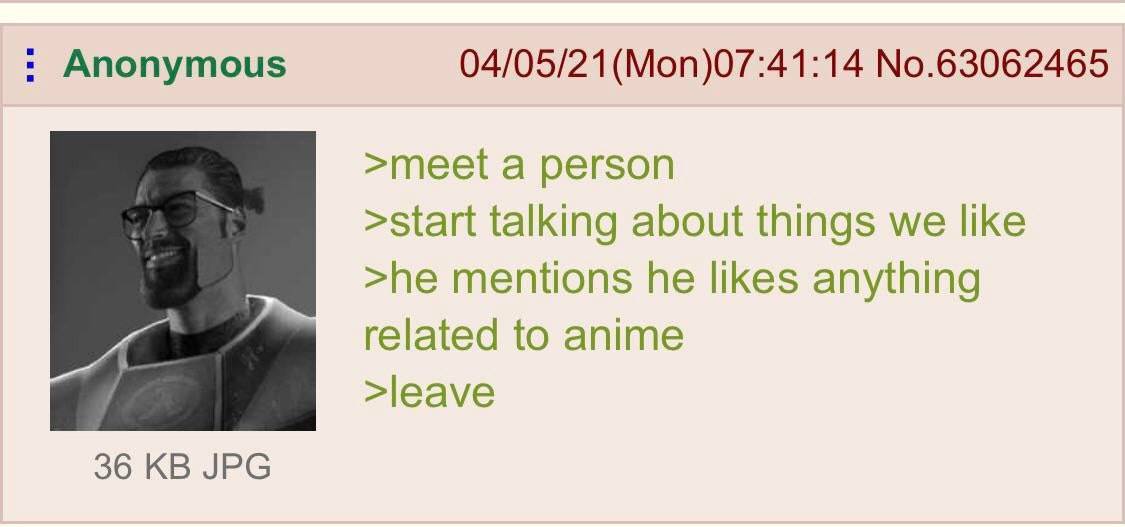 Anonymous 04/05/21(Mon)07:41:14 No.63062465
>meet a person
>start talking about things we like
>he mentions he likes anything
related to anime
>leave
36 KB JPG